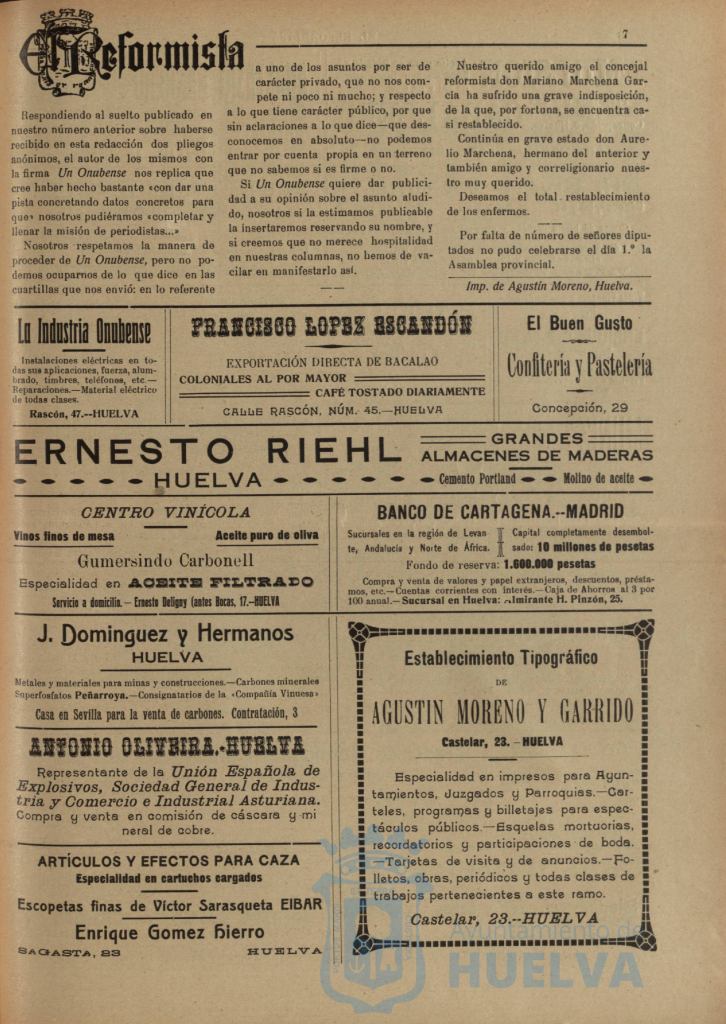 El Reformista
7
Respondiendo al suelto publicado en
nuestro número anterior sobre haberse
recibido en esta redacción dos pliegos
anónimos, el autor de los mismos con
la firma Un Onubense nos replica que
cree haber hecho bastante «con dar una
pista concretando datos concretos para
que» nosotros pudiéramos «completar y
llenar la misión de periodistas...»
Nosotros respetamos la manera de
proceder de Un Onubense, pero no po-
demos ocuparnos de lo que dice en las
cuartillas que nos envió: en lo referente
a uno de los asuntos por ser de
carácter privado, que no nos com-
pete ni poco ni mucho; y respecto
a lo que tiene carácter público, por que
sin aclaraciones a lo que dice—que des-
conocemos en absoluto—no podemos
entrar por cuenta propia en un terreno
que no sabemos si es firme o no.
Si Un Onubense quiere dar publici-
dad a su opinión sobre el asunto aludi-
do, nosotros si la estimamos publicable
la insertaremos reservando su nombre, y
si creemos que no merece hospitalidad
en nuestras columnas, no hemos de va-
cilar en manifestarlo así.
Nuestro querido amigo el concejal
reformista don Mariano Marchena Gar-
cía ha sufrido una grave indisposición,
de la que, por fortuna, se encuentra ca-
si restablecido.
Continúa en grave estado don Aure-
lio Marchena, hermano del anterior y
también amigo y correligionario nues-
tro muy querido.
Deseamos el total restablecimiento
de los enfermos.
Por falta de número de señores dipu-
tados no pudo celebrarse el día 1.º la
Asamblea provincial.
Imp. de Agustín Moreno, Huelva.
La Industria Onubense
Instalaciones eléctricas en to-
das sus aplicaciones, fuerza, alum-
brado, timbres, teléfonos, etc.—
Reparaciones.—Material eléctrico
de todas clases.
Rascón, 47.--HUELVA
FRANCISCO LOPEZ ESCANDÓN
EXPORTACIÓN DIRECTA DE BACALAO
COLONIALES AL POR MAYOR
CAFÉ TOSTADO DIARIAMENTE
CALLE RASCÓN, NÚM. 45.—HUELVA
El Buen Gusto
Confitería y Pastelería
Concepción, 29
ERNESTO RIEHL
HUELVA
GRANDES
ALMACENES DE MADERAS
Cemento Portland
Molino de aceite
CENTRO VINÍCOLA
Vinos finos de mesa
Aceite puro de oliva
Gumersindo Carbonell
Especialidad en ACEITE FILTRADO
Servicio a domicilio.—Ernesto Deligny (antes Bocas, 17.--HUELVA
BANCO DE CARTAGENA.--MADRID
Sucursales en la región de Levan
te, Andalucía y Norte de África.
Capital completamente desembol-
sado: 10 millones de pesetas
Fondo de reserva: 1.600.000 pesetas
Compra y venta de valores y papel extranjeros, descuentos, présta-
mos, etc.—Cuentas corrientes con interés.—Caja de Ahorros al 3 por
100 anual.—Sucursal en Huelva: Almirante H. Pinzón, 25.
J. Dominguez y Hermanos
HUELVA
Metales y materiales para minas y construcciones.—Carbones minerales
Superfosfatos Peñarroya.—Consignatarios de la «Compañía Vinuesa»
Casa en Sevilla para la venta de carbones. Contratación, 3
ANTONIO OLIVEIRA.-HUELVA
Representante de la Unión Española de
Explosivos, Sociedad General de Indus-
tria y Comercio e Industrial Asturiana.
Compra y venta en comisión de cáscara y mi
neral de cobre.
ARTÍCULOS Y EFECTOS PARA CAZA
Especialidad en cartuchos cargados
Escopetas finas de Víctor Sarasqueta EIBAR
Enrique Gomez Hierro
SAGASTA, 23
HUELVA
Establecimiento Tipográfico
DE
AGUSTIN MORENO Y GARRIDO
Castelar, 23. - HUELVA
Especialidad en impresos para Ayun-
tamientos, Juzgados y Parroquias.—Car-
teles, programas y billetajes para espec-
táculos públicos.—Esquelas mortuorias,
recordatorios y participaciones de boda.
—Tarjetas de visita y de anuncios.—Fo-
lletos, obras, periódicos y todas clases de
trabajos pertenecientes a este ramo.
Castelar, 23.--HUELVA
Ayuntamiento de
HUELVA